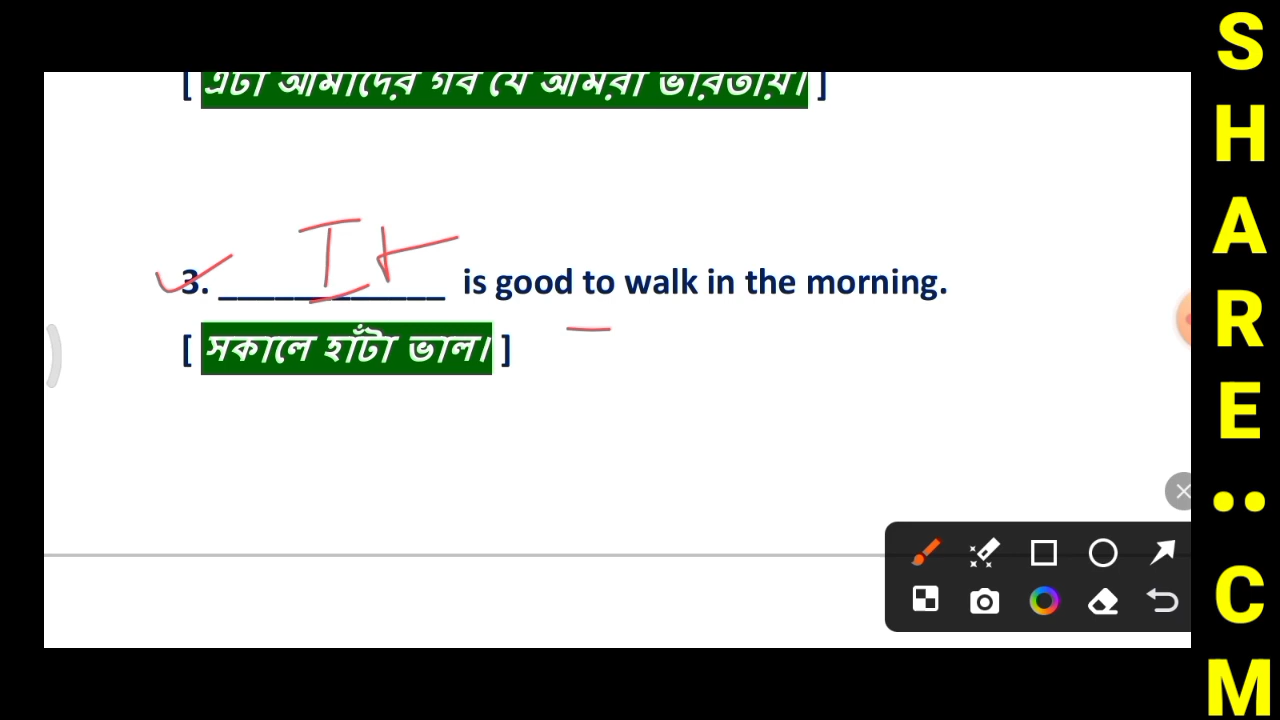 [ এটা আমাদের গর্ব যে আমরা ভারতীয়। ]
It
3. ____________ is good to walk in the morning.
[ সকালে হাঁটা ভাল। ]
SHARE
••
CM